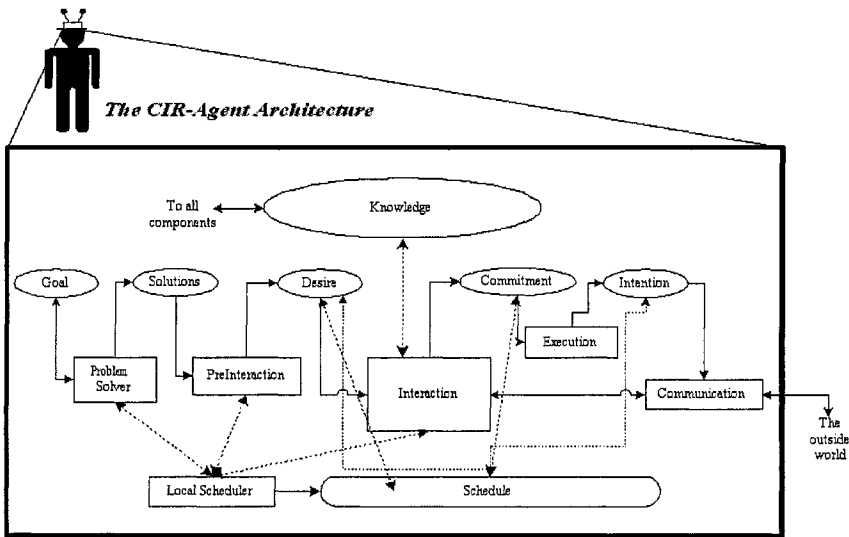 The CIR-Agent Architecture
To all
components
Knowledge
Goal
Solutions
Desire
Commitment
Intention
Execution
Problem
Solver
PreInteraction
Interaction
Communication
The
outside
world
Local Scheduler
Schedule